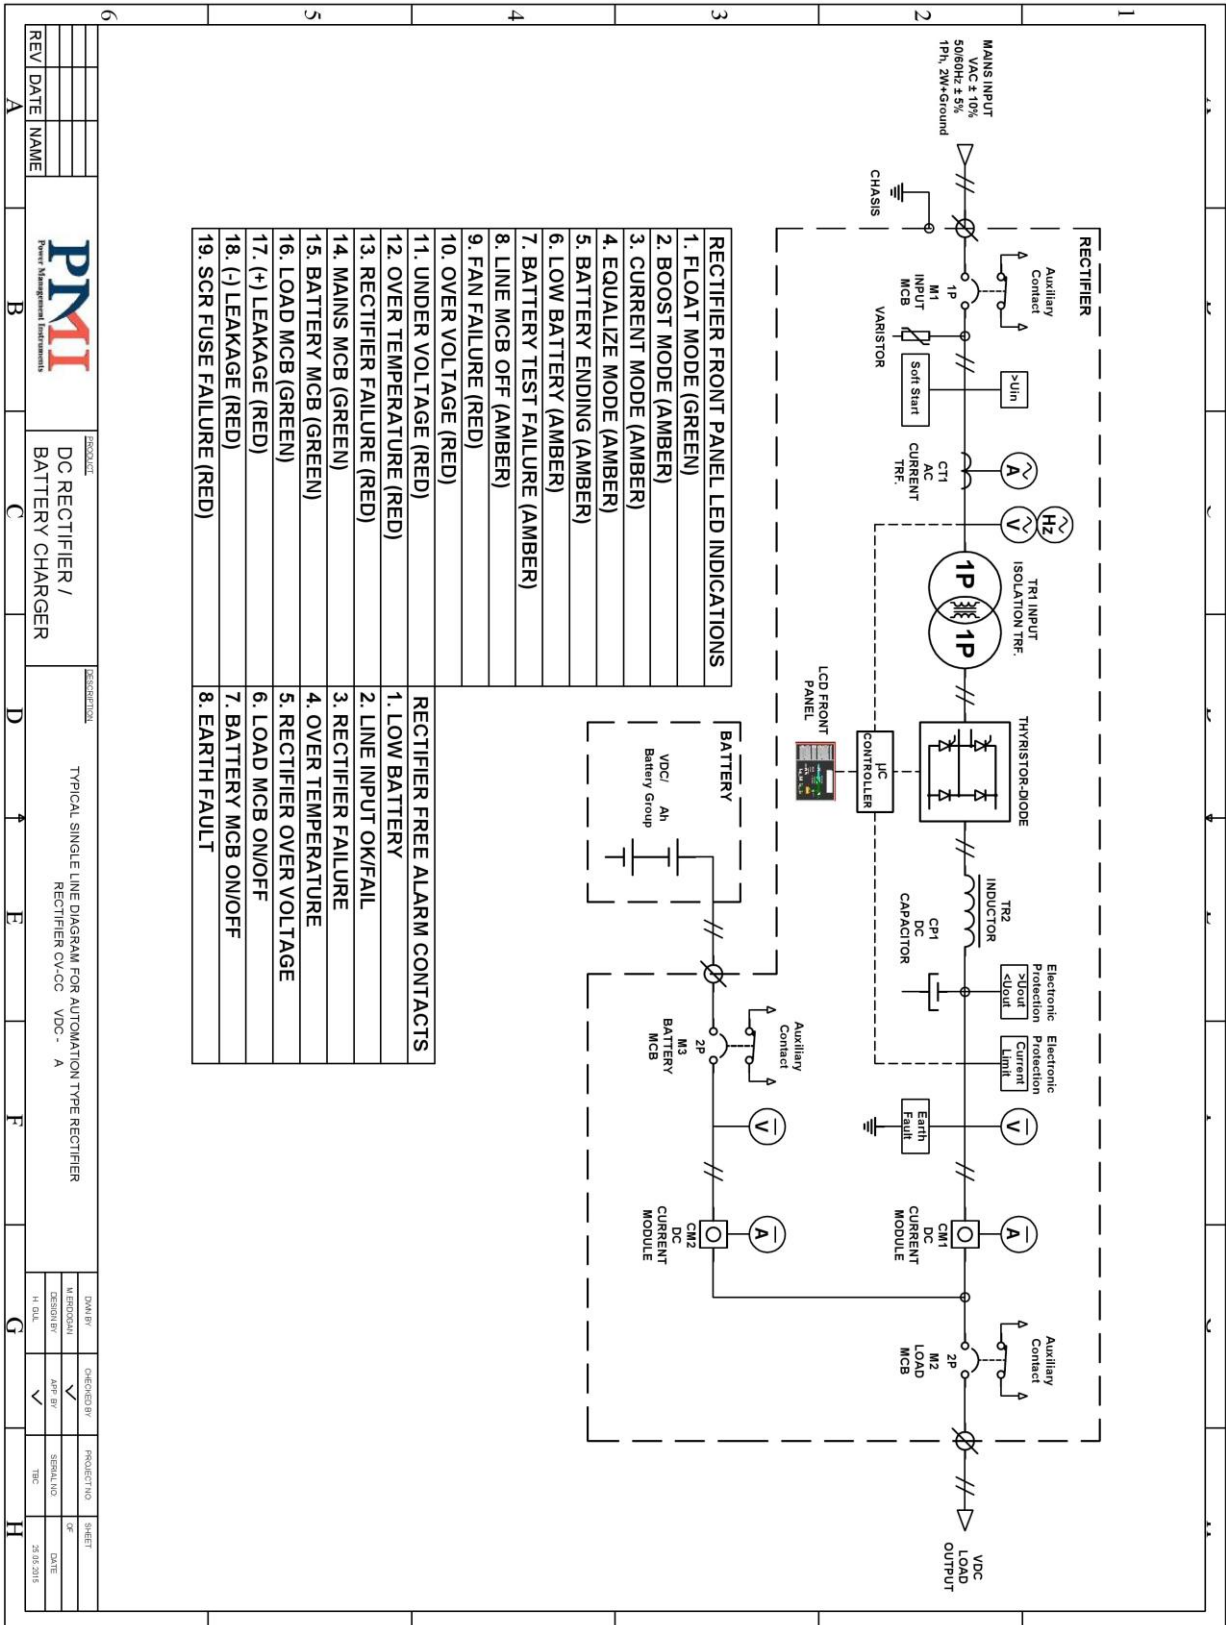 1
2
3
4
5
6
MAINS INPUT
VAC ± 10%
50/60Hz ± 5%
1Ph, 2W+Ground
CHASIS
RECTIFIER
Auxiliary
Contact
1P
M1
INPUT
MCB
VARISTOR
>Uin
Soft Start
A
CT1
AC
CURRENT
TRF.
Hz
V
TR1 INPUT
ISOLATION TRF.
1P 1P
THYRISTOR-DIODE
µC
CONTROLLER
LCD FRONT
PANEL
TR2
INDUCTOR
CP1
DC
CAPACITOR
Electronic
Protection
>Uout
<Uout
Electronic
Protection
Current
Limit
V
Earth
Fault
A
CM1
DC
CURRENT
MODULE
Auxiliary
Contact
2P
M2
LOAD
MCB
VDC
LOAD
OUTPUT
BATTERY
VDC/ Ah
Battery Group
Auxiliary
Contact
2P
M3
BATTERY
MCB
V
A
CM2
DC
CURRENT
MODULE
RECTIFIER FRONT PANEL LED INDICATIONS
1. FLOAT MODE (GREEN)
2. BOOST MODE (AMBER)
3. CURRENT MODE (AMBER)
4. EQUALIZE MODE (AMBER)
5. BATTERY ENDING (AMBER)
6. LOW BATTERY (AMBER)
7. BATTERY TEST FAILURE (AMBER)
8. LINE MCB OFF (AMBER)
9. FAN FAILURE (RED)
10. OVER VOLTAGE (RED)
11. UNDER VOLTAGE (RED)
12. OVER TEMPERATURE (RED)
13. RECTIFIER FAILURE (RED)
14. MAINS MCB (GREEN)
15. BATTERY MCB (GREEN)
16. LOAD MCB (GREEN)
17. (+) LEAKAGE (RED)
18. (-) LEAKAGE (RED)
19. SCR FUSE FAILURE (RED)
RECTIFIER FREE ALARM CONTACTS
1. LOW BATTERY
2. LINE INPUT OK/FAIL
3. RECTIFIER FAILURE
4. OVER TEMPERATURE
5. RECTIFIER OVER VOLTAGE
6. LOAD MCB ON/OFF
7. BATTERY MCB ON/OFF
8. EARTH FAULT
REV DATE NAME
PMI
Power Management Instruments
PRODUCT
DC RECTIFIER /
BATTERY CHARGER
DESCRIPTION
TYPICAL SINGLE LINE DIAGRAM FOR AUTOMATION TYPE RECTIFIER
RECTIFIER CV-CC VDC - A
DWN BY CHECKED BY PROJECT NO SHEET
M.ERDOGAN OF
DESIGN BY APP. BY SERIAL NO DATE
H. GUL TBC 25.05.2015
A B C D E F G H